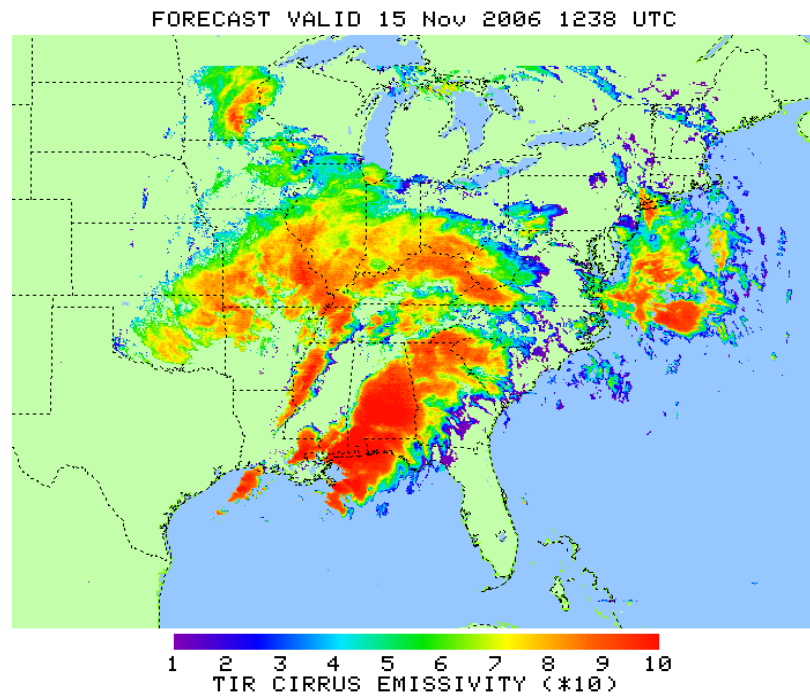 FORECAST VALID 15 Nov 2006 1238 UTC
1 2 3 4 5 6 7 8 9 10
TIR CIRRUS EMISSIVITY (*10)